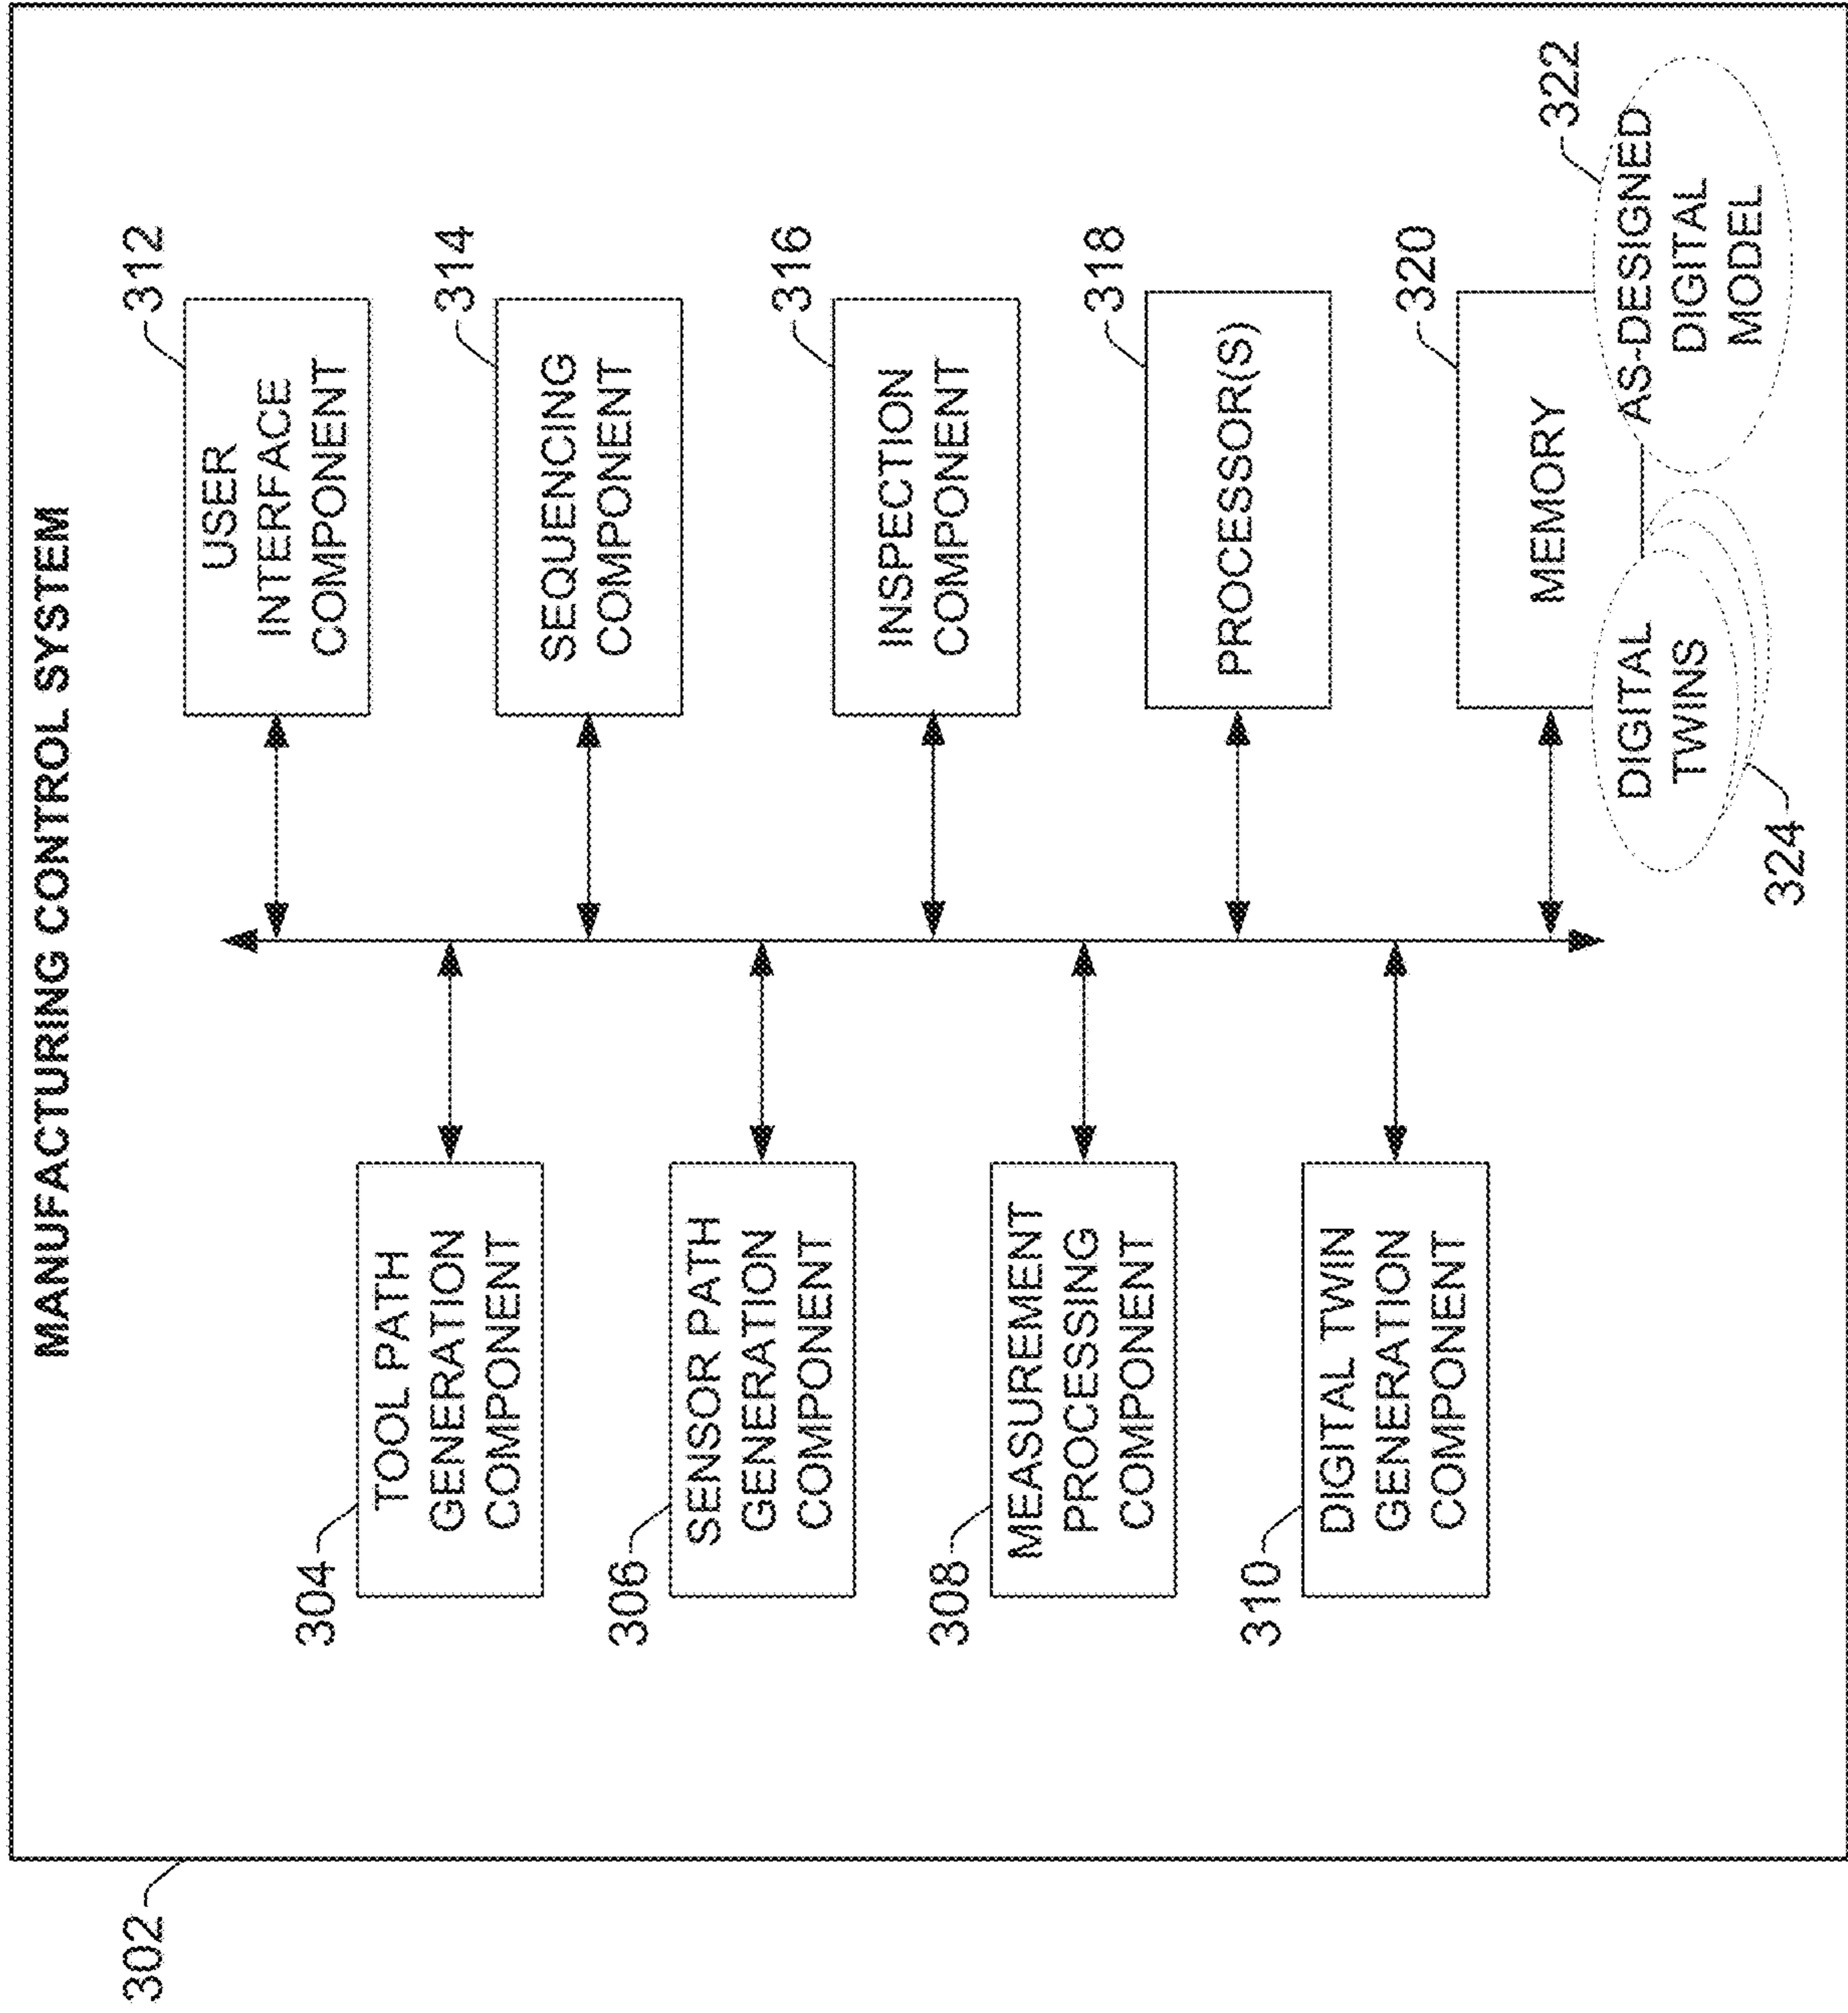 MANUFACTURING CONTROL SYSTEM
302
304
TOOL PATH
GENERATION
COMPONENT
306
SENSOR PATH
GENERATION
COMPONENT
308
MEASUREMENT
PROCESSING
COMPONENT
310
DIGITAL TWIN
GENERATION
COMPONENT
312
USER
INTERFACE
COMPONENT
314
SEQUENCING
COMPONENT
316
INSPECTION
COMPONENT
318
PROCESSOR(S)
320
MEMORY
DIGITAL
TWINS
324
AS-DESIGNED
DIGITAL
MODEL
322